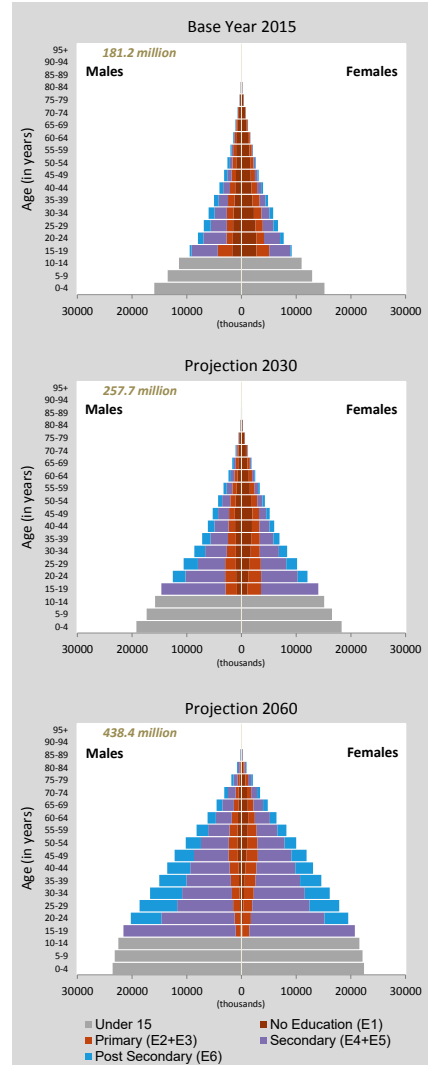 Base Year 2015
181.2 million
Males
Females
Age (in years)
95+
90-94
85-89
80-84
75-79
70-74
65-69
60-64
55-59
50-54
45-49
40-44
35-39
30-34
25-29
20-24
15-19
10-14
5-9
0-4
30000 20000 10000 0 10000 20000 30000
(thousands)
Projection 2030
257.7 million
Males
Females
Age (in years)
95+
90-94
85-89
80-84
75-79
70-74
65-69
60-64
55-59
50-54
45-49
40-44
35-39
30-34
25-29
20-24
15-19
10-14
5-9
0-4
30000 20000 10000 0 10000 20000 30000
(thousands)
Projection 2060
438.4 million
Males
Females
Age (in years)
95+
90-94
85-89
80-84
75-79
70-74
65-69
60-64
55-59
50-54
45-49
40-44
35-39
30-34
25-29
20-24
15-19
10-14
5-9
0-4
30000 20000 10000 0 10000 20000 30000
(thousands)
Under 15 No Education (E1)
Primary (E2+E3) Secondary (E4+E5)
Post Secondary (E6)